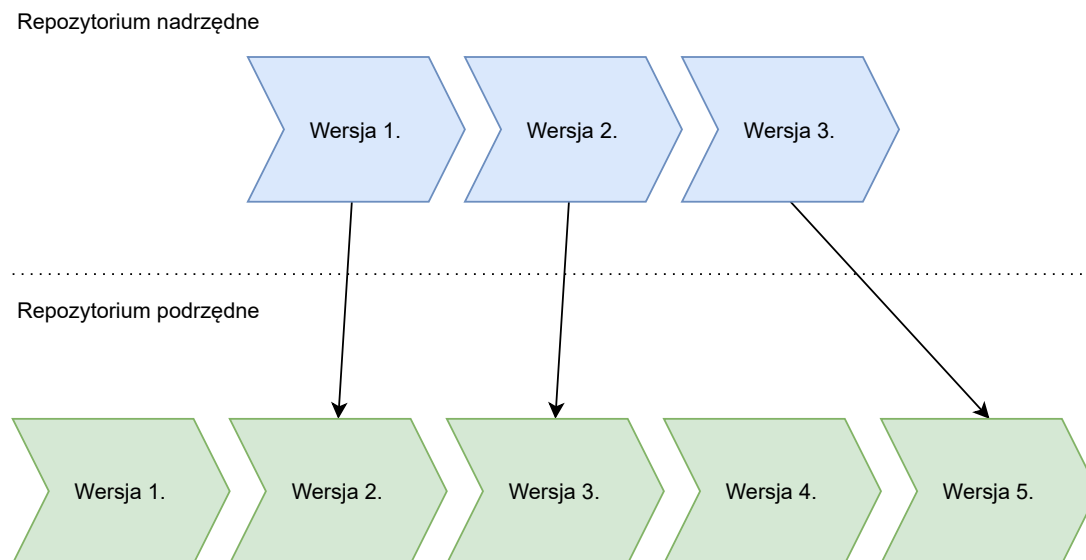 Repozytorium nadrzędne
Wersja 1.
Wersja 2.
Wersja 3.
Repozytorium podrzędne
Wersja 1.
Wersja 2.
Wersja 3.
Wersja 4.
Wersja 5.